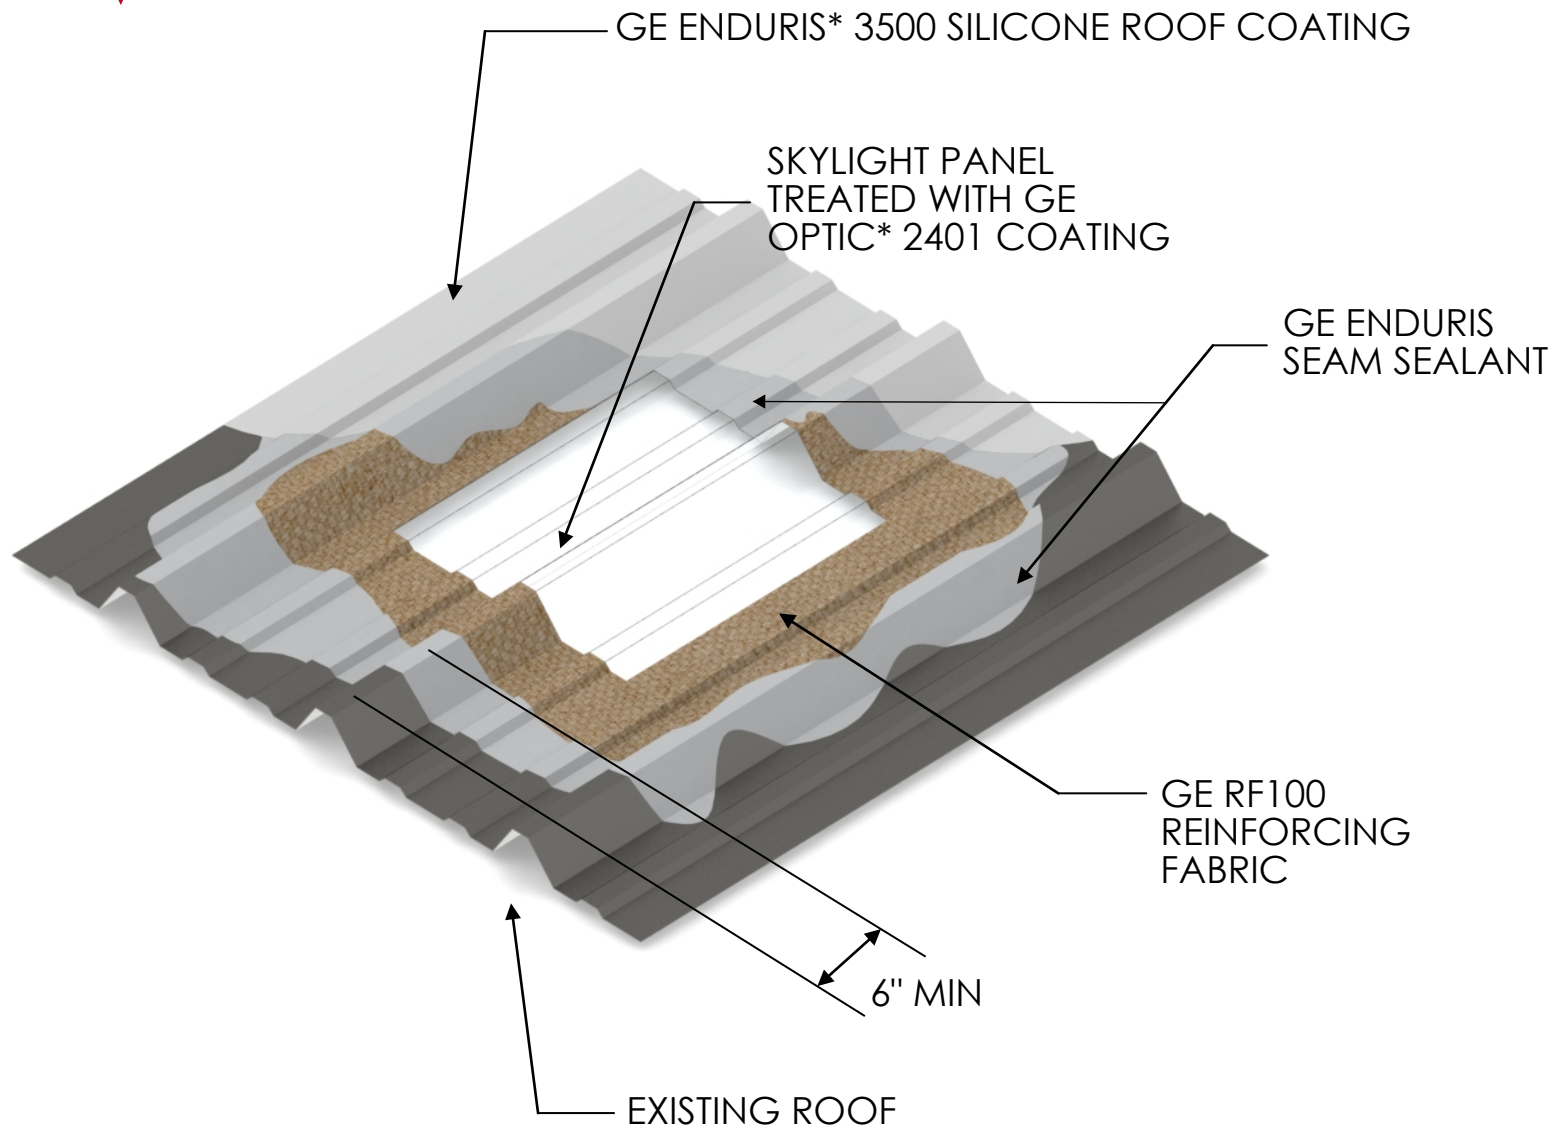 GE ENDURIS* 3500 SILICONE ROOF COATING
SKYLIGHT PANEL
TREATED WITH GE
OPTIC* 2401 COATING
GE ENDURIS
SEAM SEALANT
GE RF100
REINFORCING
FABRIC
6" MIN
EXISTING ROOF